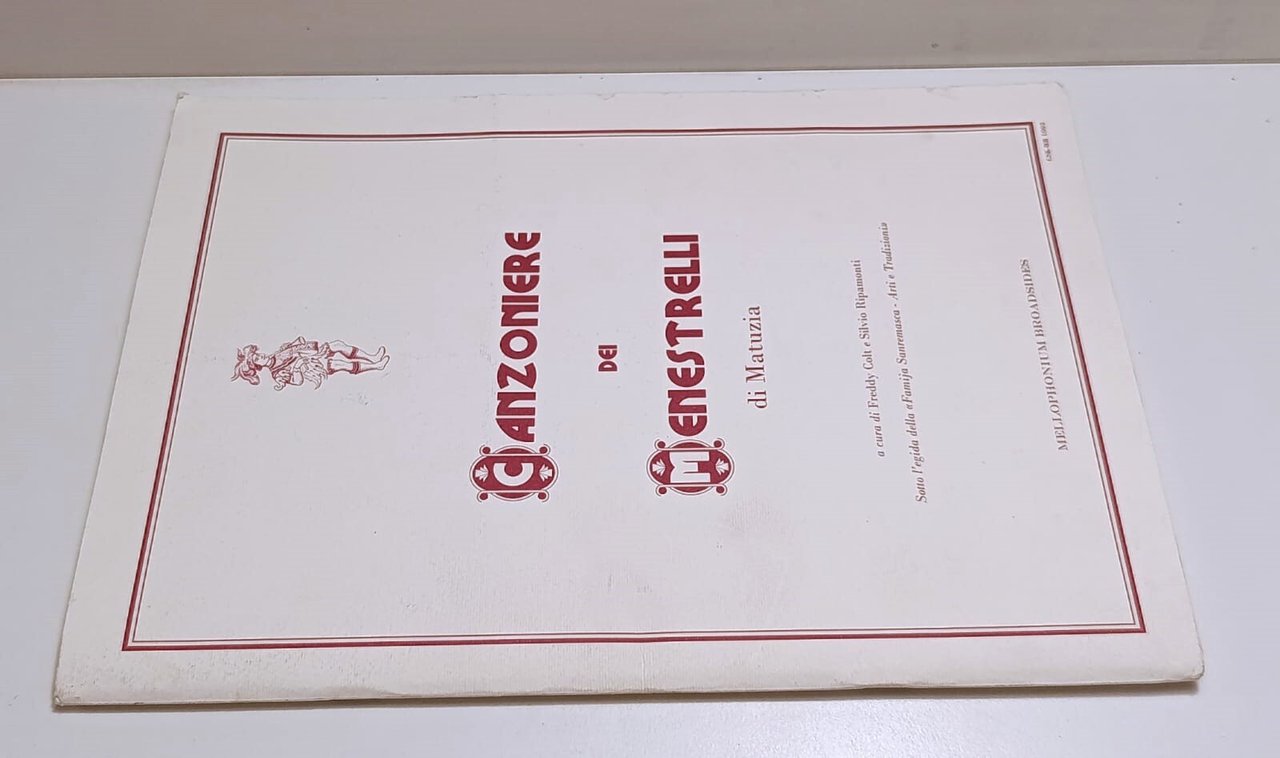 CANZONIERE
DEI
MENESTRELLI
di Matuzia
a cura di Freddy Colt e Silvio Ripamonti
Sotto l'egida della «Famija Sanremasca - Arti e Tradizioni»
MELLOPHONIUM BROADSIDES